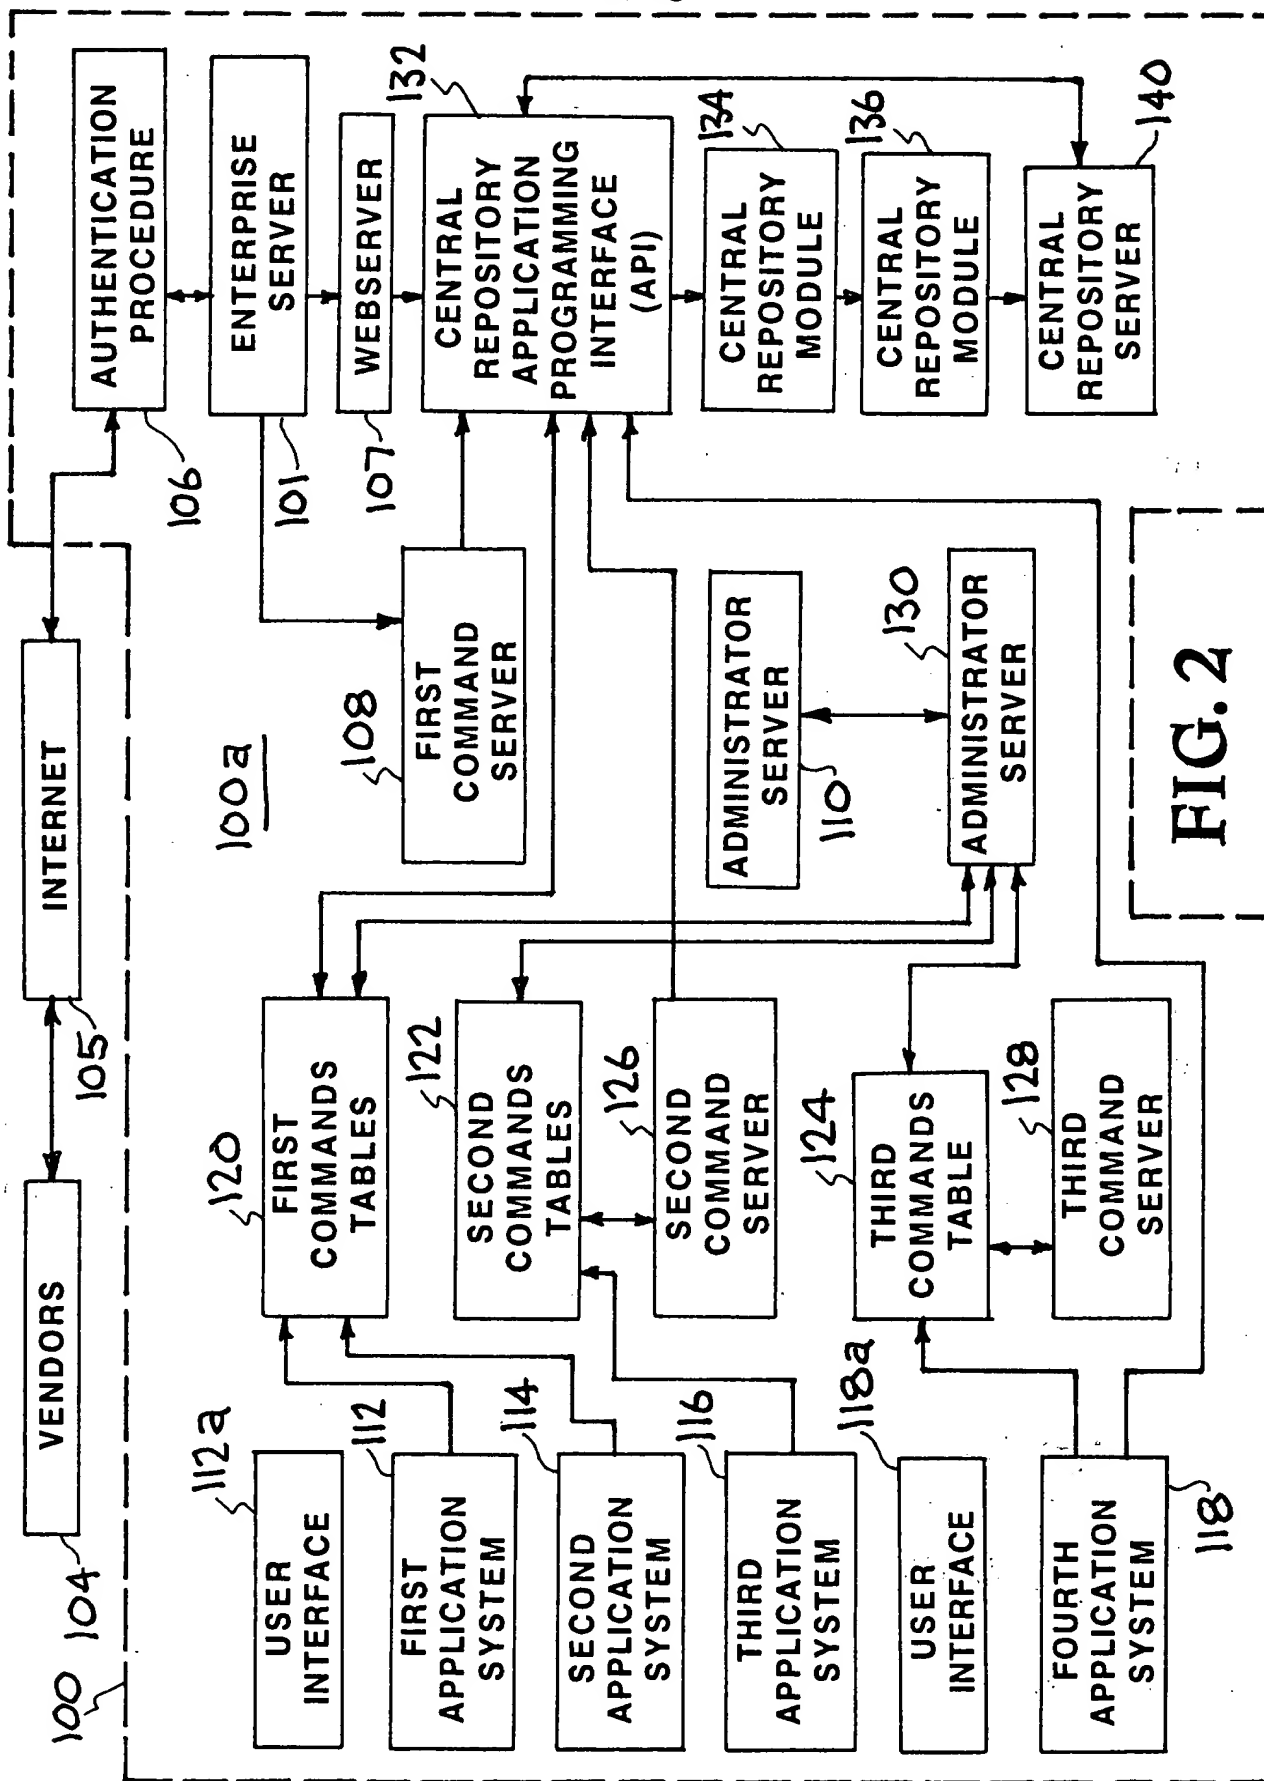 100
104
VENDORS
105
INTERNET
106
AUTHENTICATION
PROCEDURE
101
ENTERPRISE
SERVER
107
WEBSERVER
132
CENTRAL
REPOSITORY
APPLICATION
PROGRAMMING
INTERFACE
(API)
134
CENTRAL
REPOSITORY
MODULE
136
CENTRAL
REPOSITORY
MODULE
140
CENTRAL
REPOSITORY
SERVER
100a
108
FIRST
COMMAND
SERVER
ADMINISTRATOR
SERVER
110
130
ADMINISTRATOR
SERVER
120
FIRST
COMMANDS
TABLES
122
SECOND
COMMANDS
TABLES
126
SECOND
COMMAND
SERVER
124
THIRD
COMMANDS
TABLE
128
THIRD
COMMAND
SERVER
112a
USER
INTERFACE
112
FIRST
APPLICATION
SYSTEM
114
SECOND
APPLICATION
SYSTEM
116
THIRD
APPLICATION
SYSTEM
118a
USER
INTERFACE
FOURTH
APPLICATION
SYSTEM
118
FIG. 2